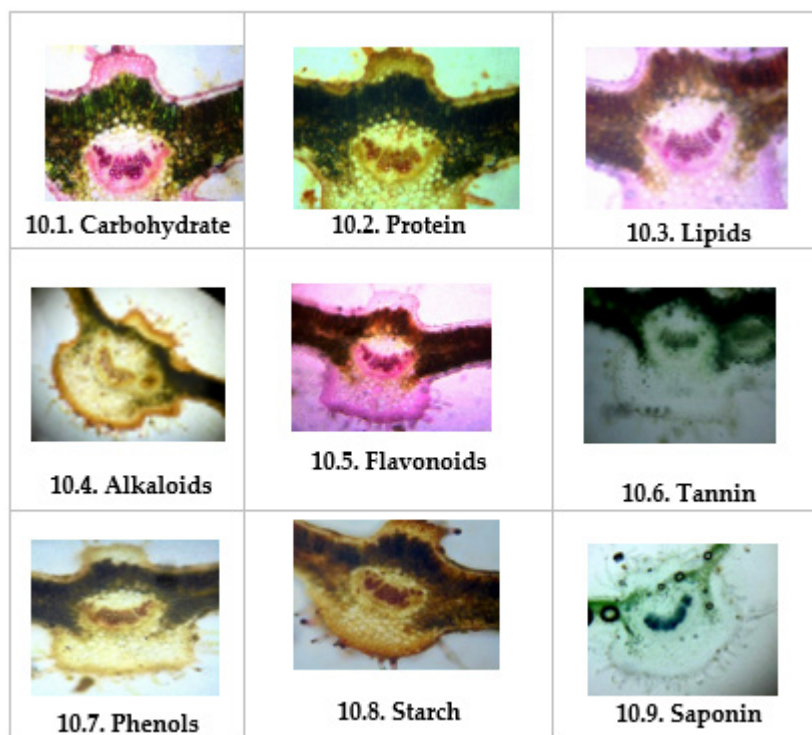 10.1. Carbohydrate
10.2. Protein
10.3. Lipids
10.4. Alkaloids
10.5. Flavonoids
10.6. Tannin
10.7. Phenols
10.8. Starch
10.9. Saponin